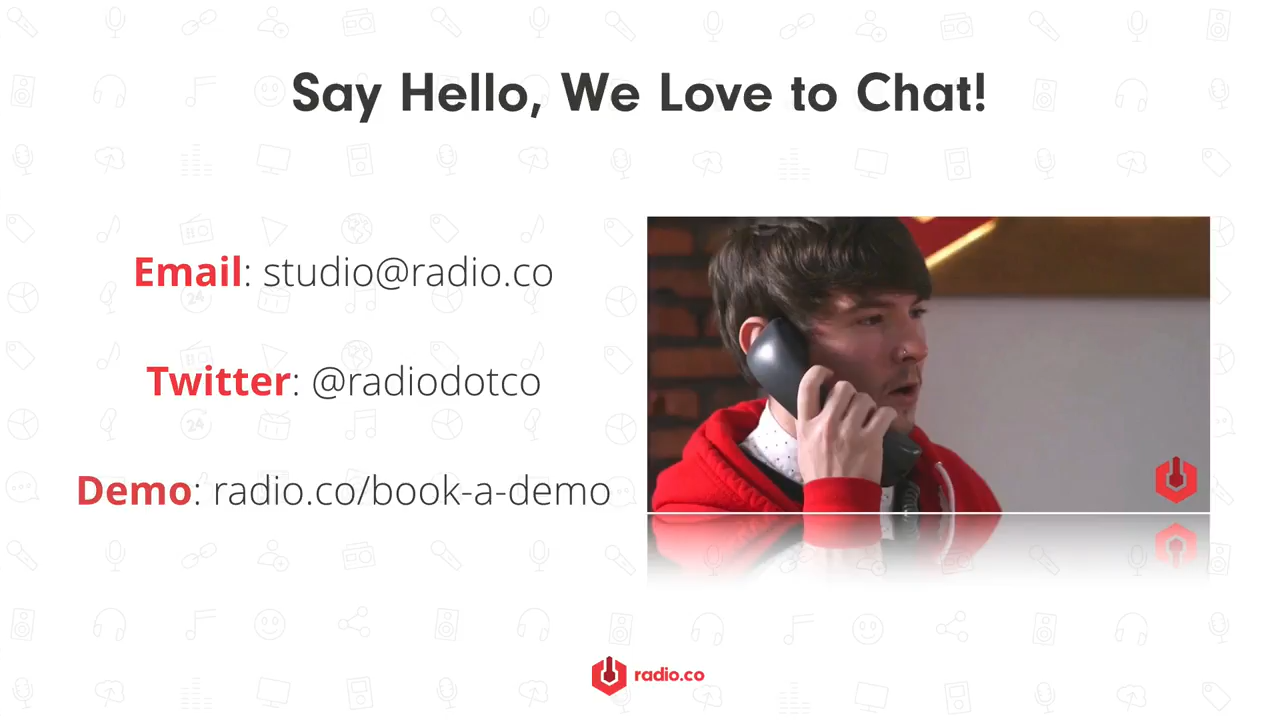 Say Hello, We Love to Chat!
Email: studio@radio.co
Twitter: @radiodotco
Demo: radio.co/book-a-demo
radio.co